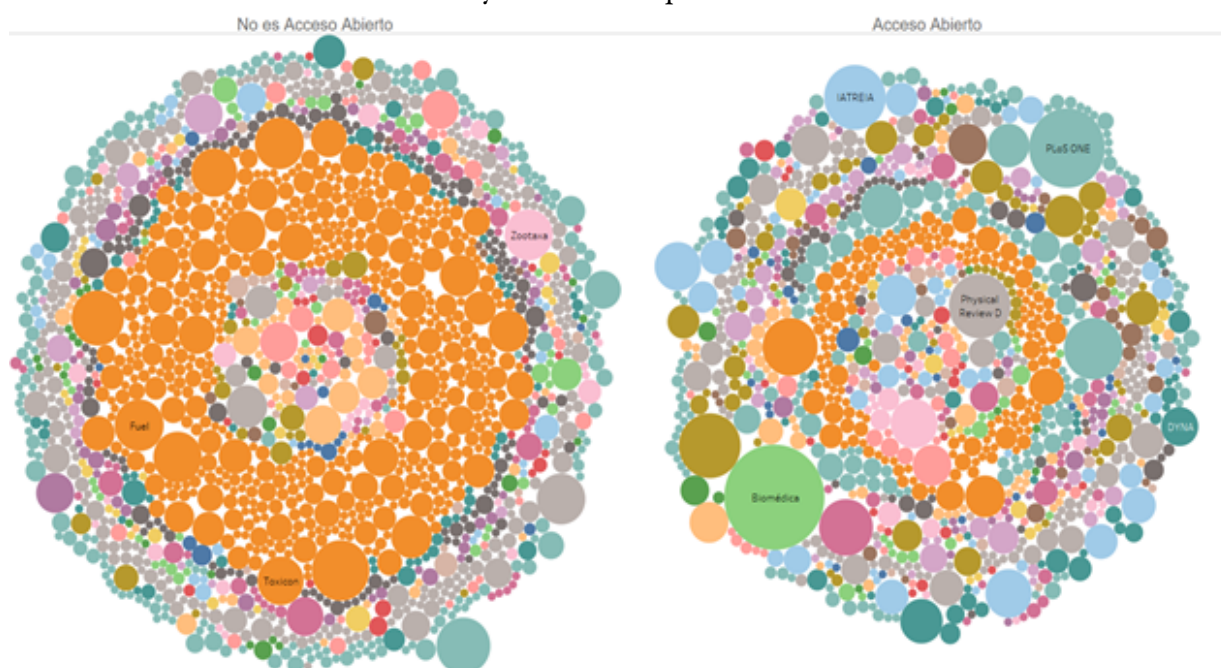 No es Acceso Abierto
Acceso Abierto
IATREIA
PLoS ONE
Zootaxa
Physical
Review D
Fuel
DYNA
Biomédica
Toxicon